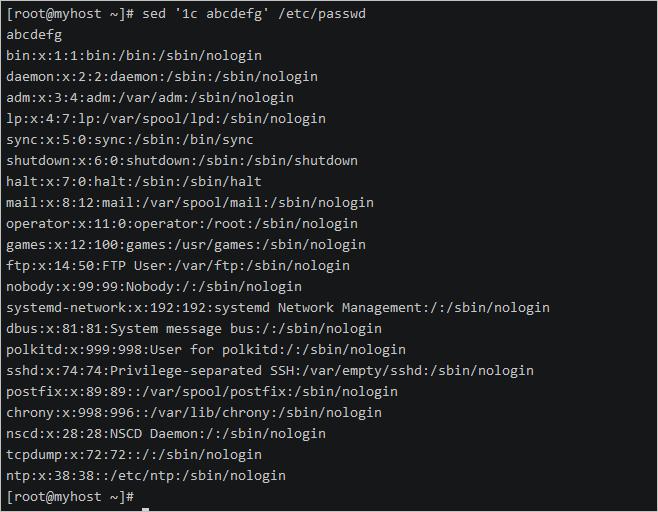 [root@myhost ~]# sed '1c abcdefg' /etc/passwd
abcdefg
bin:x:1:1:bin:/bin:/sbin/nologin
daemon:x:2:2:daemon:/sbin:/sbin/nologin
adm:x:3:4:adm:/var/adm:/sbin/nologin
lp:x:4:7:lp:/var/spool/lpd:/sbin/nologin
sync:x:5:0:sync:/sbin:/bin/sync
shutdown:x:6:0:shutdown:/sbin:/sbin/shutdown
halt:x:7:0:halt:/sbin:/sbin/halt
mail:x:8:12:mail:/var/spool/mail:/sbin/nologin
operator:x:11:0:operator:/root:/sbin/nologin
games:x:12:100:games:/usr/games:/sbin/nologin
ftp:x:14:50:FTP User:/var/ftp:/sbin/nologin
nobody:x:99:99:Nobody:/:/sbin/nologin
systemd-network:x:192:192:systemd Network Management:/:/sbin/nologin
dbus:x:81:81:System message bus:/:/sbin/nologin
polkitd:x:999:998:User for polkitd:/:/sbin/nologin
sshd:x:74:74:Privilege-separated SSH:/var/empty/sshd:/sbin/nologin
postfix:x:89:89::/var/spool/postfix:/sbin/nologin
chrony:x:998:996::/var/lib/chrony:/sbin/nologin
nscd:x:28:28:NSCD Daemon:/:/sbin/nologin
tcpdump:x:72:72::/:/sbin/nologin
ntp:x:38:38::/etc/ntp:/sbin/nologin
[root@myhost ~]#